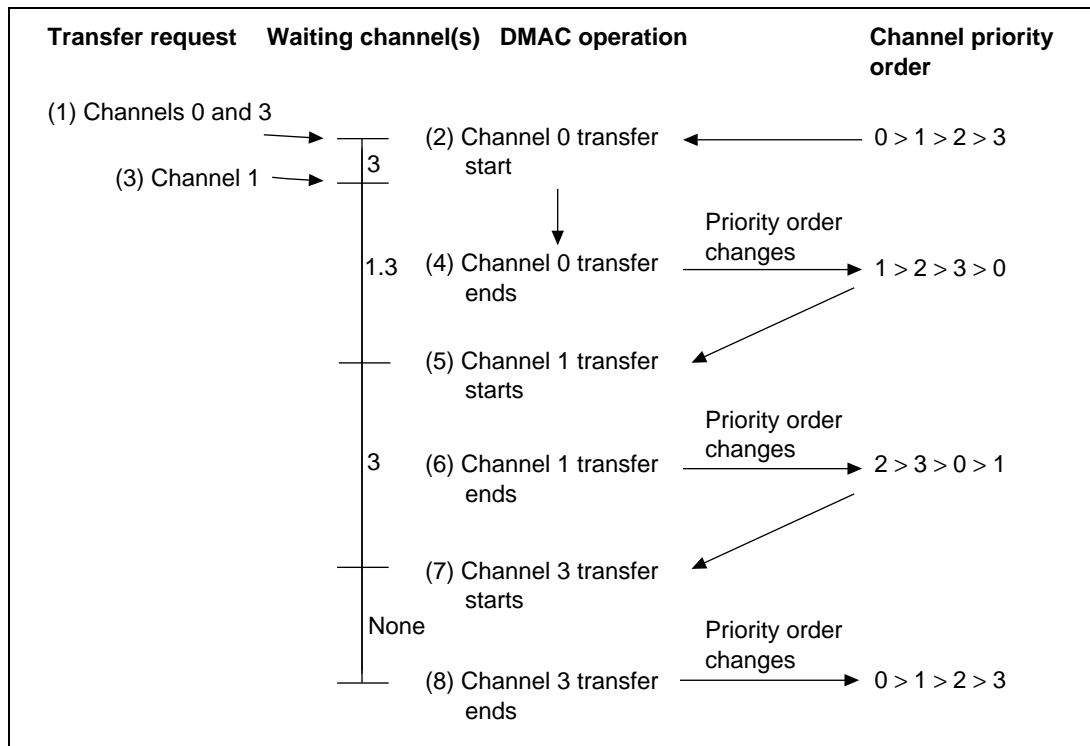 Transfer request Waiting channel(s) DMAC operation Channel priority
order
(1) Channels 0 and 3
(2) Channel 0 transfer
start
0 > 1 > 2 > 3
3
(3) Channel 1
Priority order
changes
1.3
(4) Channel 0 transfer
ends
1 > 2 > 3 > 0
(5) Channel 1 transfer
starts
Priority order
changes
3
(6) Channel 1 transfer
ends
2 > 3 > 0 > 1
(7) Channel 3 transfer
starts
None
Priority order
changes
(8) Channel 3 transfer
ends
0 > 1 > 2 > 3